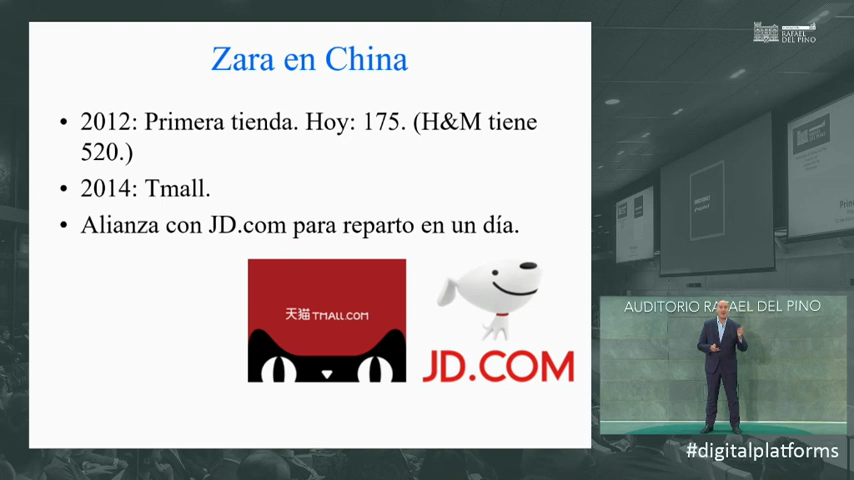 Zara en China
• 2012: Primera tienda. Hoy: 175. (H&M tiene
520.)
• 2014: Tmall.
• Alianza con JD.com para reparto en un día.
天猫 TMALL.COM
JD.COM
RAFAEL
DEL PINO
AUDITORIO RAFAEL DEL PINO
#digitalplatforms